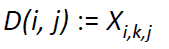 D(i, j) := X_{i,k,j}